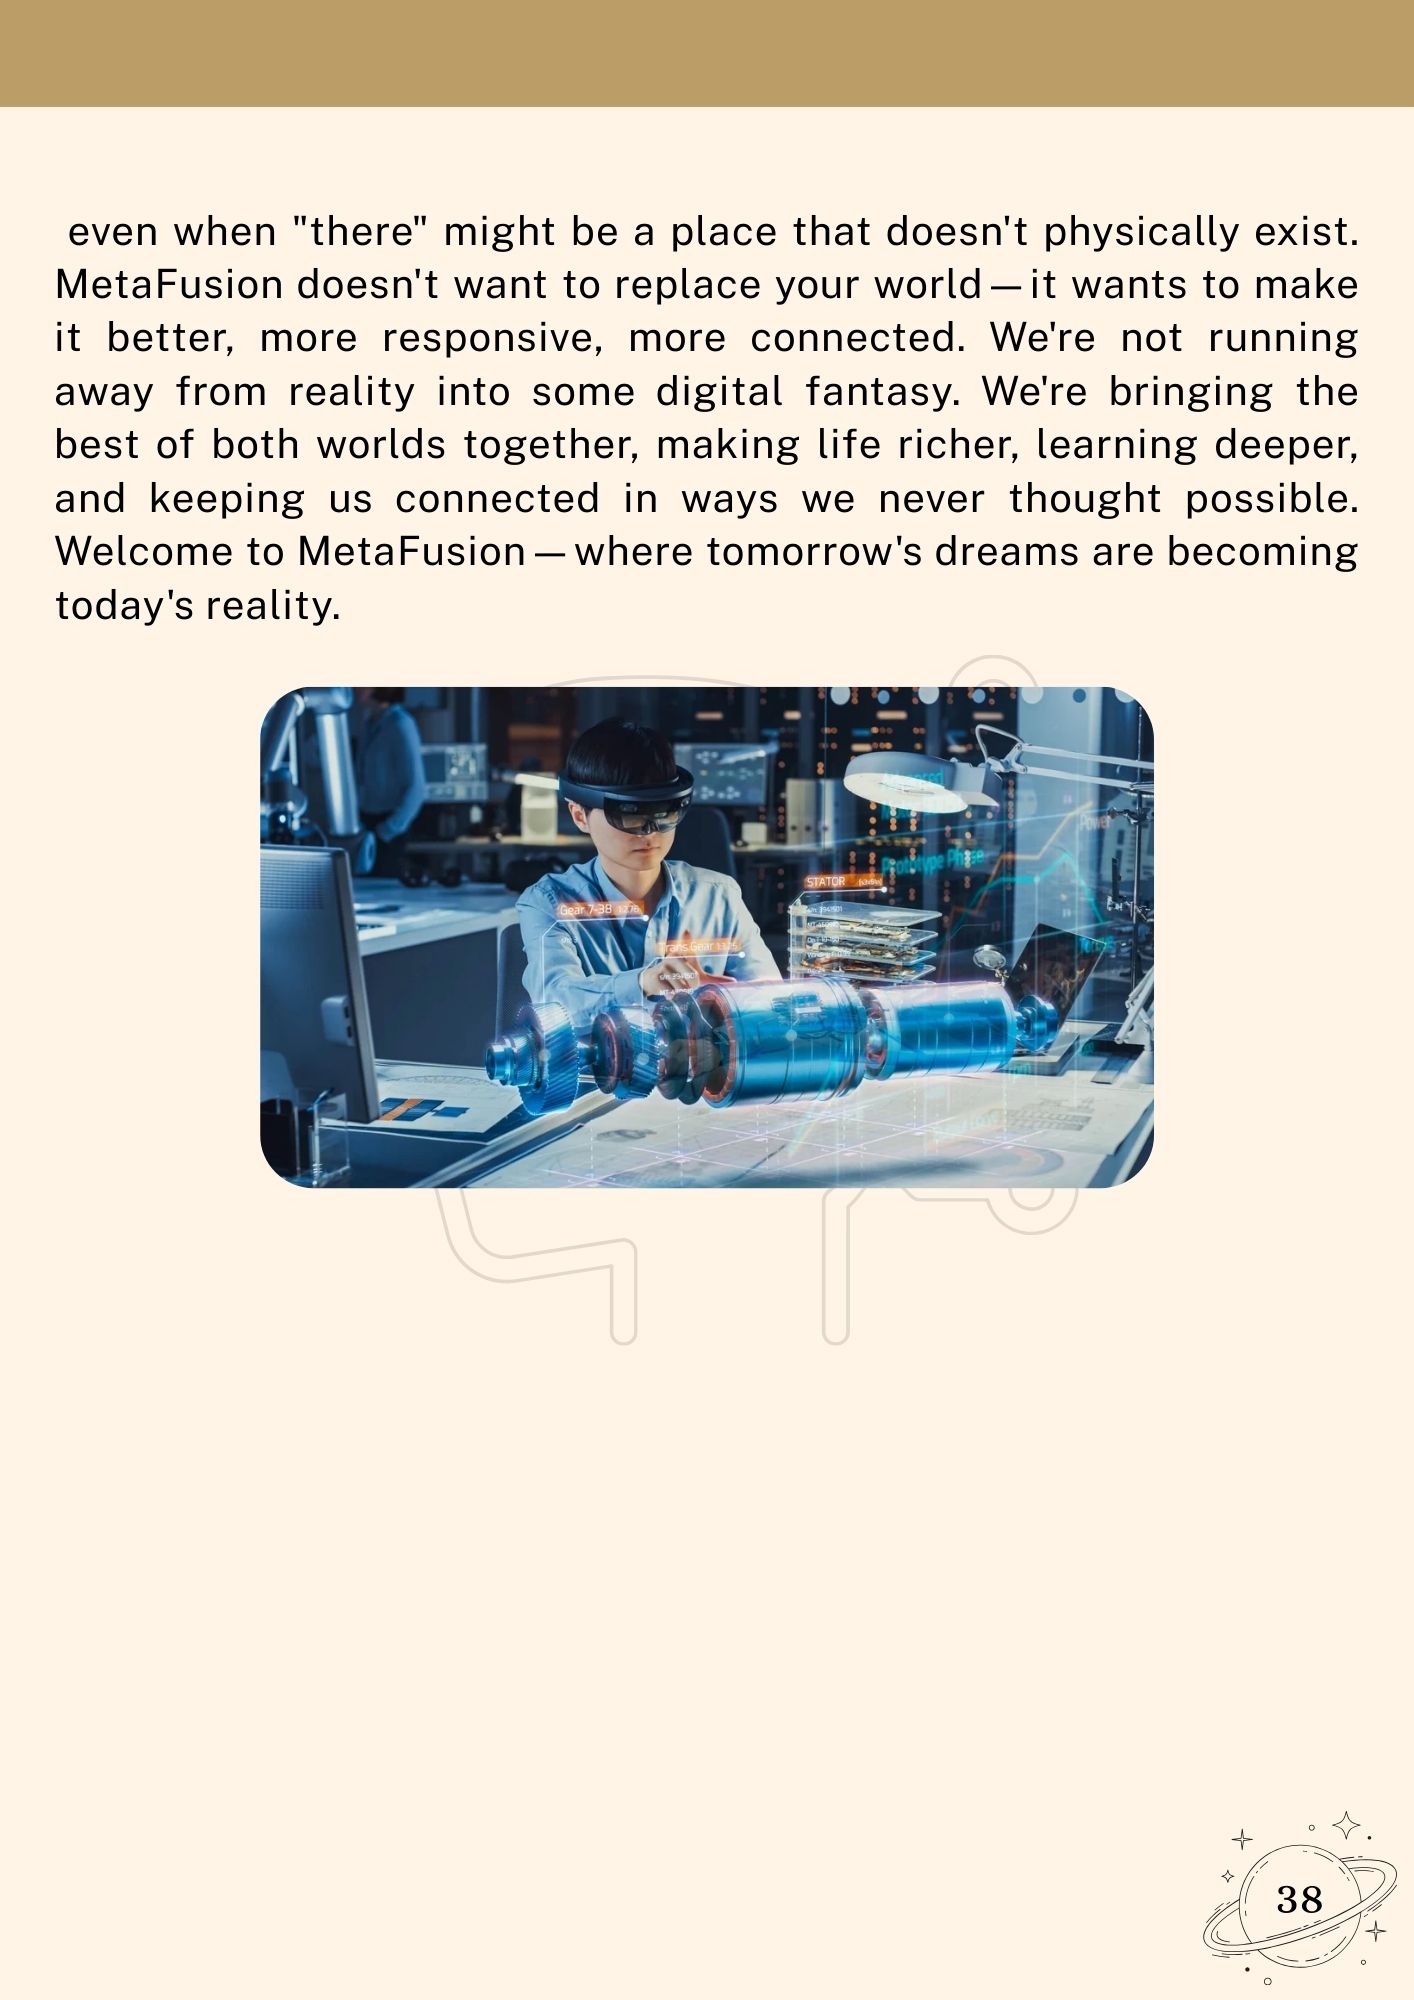 even when "there" might be a place that doesn't physically exist.
MetaFusion doesn't want to replace your world—it wants to make
it better, more responsive, more connected. We're not running
away from reality into some digital fantasy. We're bringing the
best of both worlds together, making life richer, learning deeper,
and keeping us connected in ways we never thought possible.
Welcome to MetaFusion—where tomorrow's dreams are becoming
today's reality.
Power
Prototype Phase
STATOR
Gear 7-38
Trans Gear 1:3.75
38